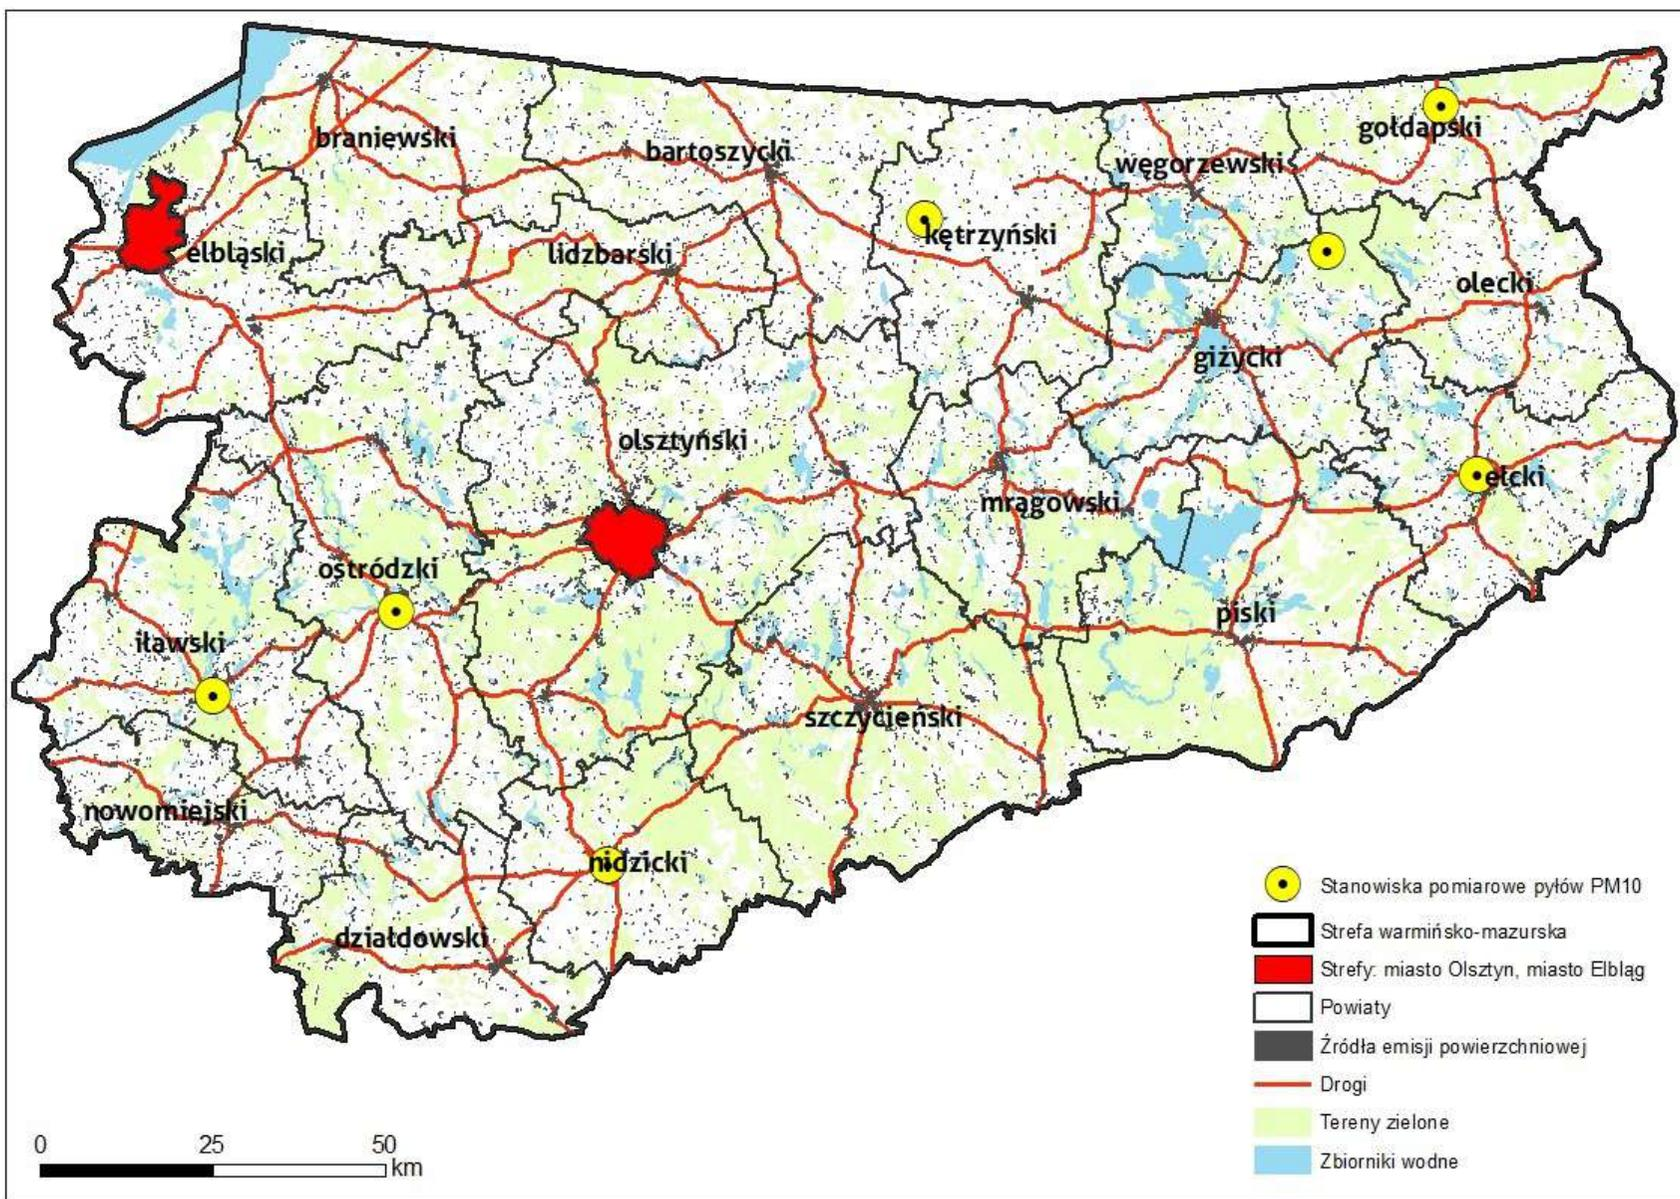 braniewski
bartoszycki
gołdapski
węgorzewski
elbląski
lidzbarski
kętrzyński
olecki
giżycki
olsztyński
mrągowski
ełcki
ostródzki
iławski
piski
szczycieński
nowomiejski
nidzicki
działdowski
Stanowiska pomiarowe pyłów PM10
Strefa warmińsko-mazurska
Strefy: miasto Olsztyn, miasto Elbląg
Powiaty
Źródła emisji powierzchniowej
Drogi
Tereny zielone
Zbiorniki wodne
0 25 50
km